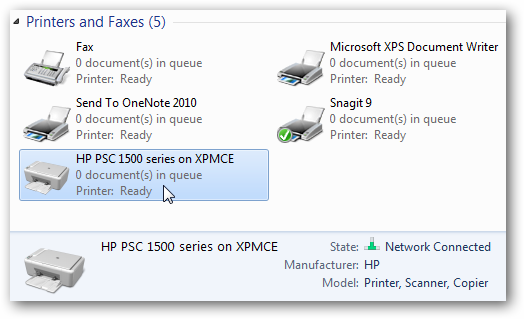 Printers and Faxes (5)
Fax
0 document(s) in queue
Printer: Ready
Microsoft XPS Document Writer
0 document(s) in queue
Printer: Ready
Send To OneNote 2010
0 document(s) in queue
Printer: Ready
Snagit 9
0 document(s) in queue
Printer: Ready
HP PSC 1500 series on XPMCE
0 document(s) in queue
Printer: Ready
HP PSC 1500 series on XPMCE
State: Network Connected
Manufacturer: HP
Model: Printer, Scanner, Copier